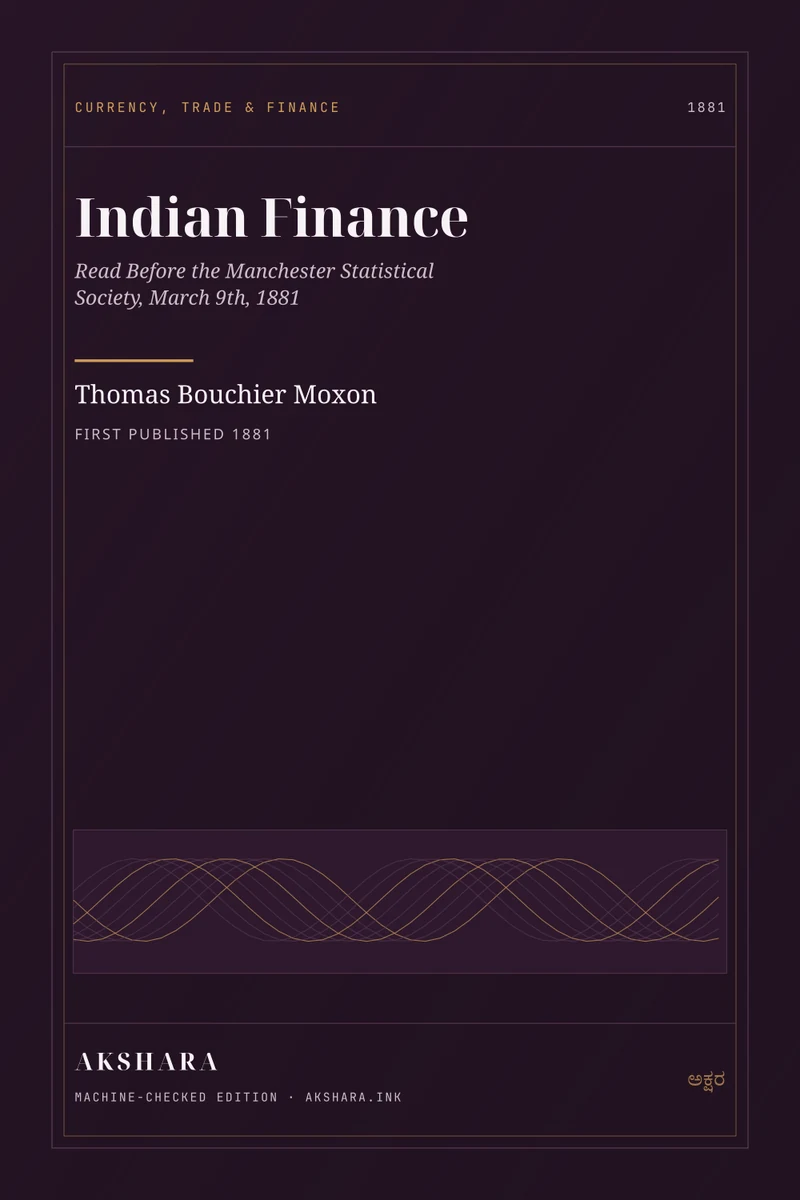 CURRENCY, TRADE & FINANCE 1881
Indian Finance
Read Before the Manchester Statistical
Society, March 9th, 1881
Thomas Bouchier Moxon
FIRST PUBLISHED 1881
AKSHARA
ಅಕ್ಷರ
MACHINE-CHECKED EDITION · AKSHARA.INK